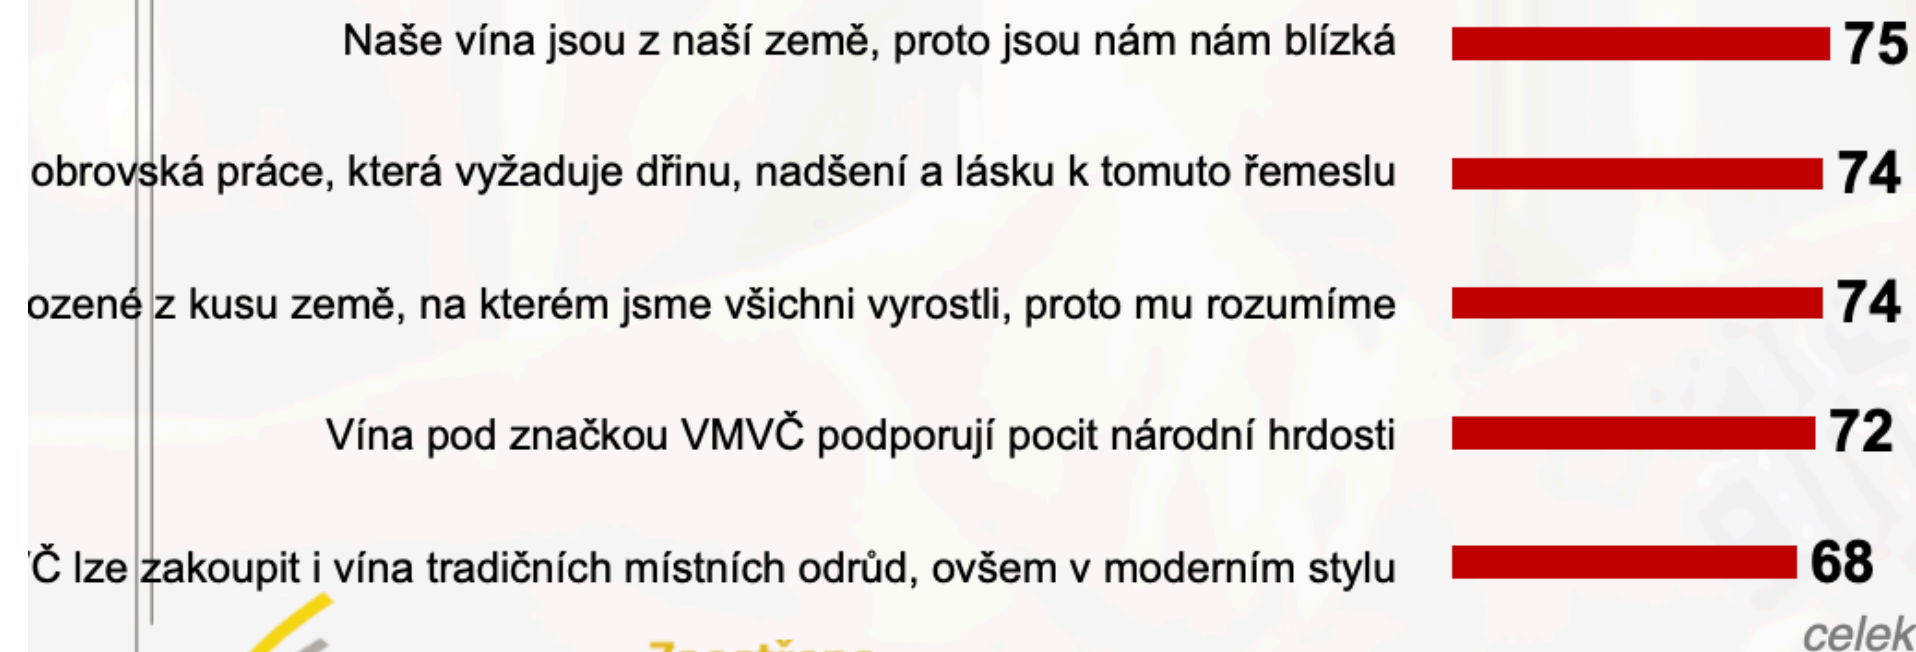 Naše vína jsou z naší země, proto jsou nám nám blízká 75
obrovská práce, která vyžaduje dřinu, nadšení a lásku k tomuto řemeslu 74
ozené z kusu země, na kterém jsme všichni vyrostli, proto mu rozumíme 74
Vína pod značkou VMVČ podporují pocit národní hrdosti 72
Č lze zakoupit i vína tradičních místních odrůd, ovšem v moderním stylu 68
celek